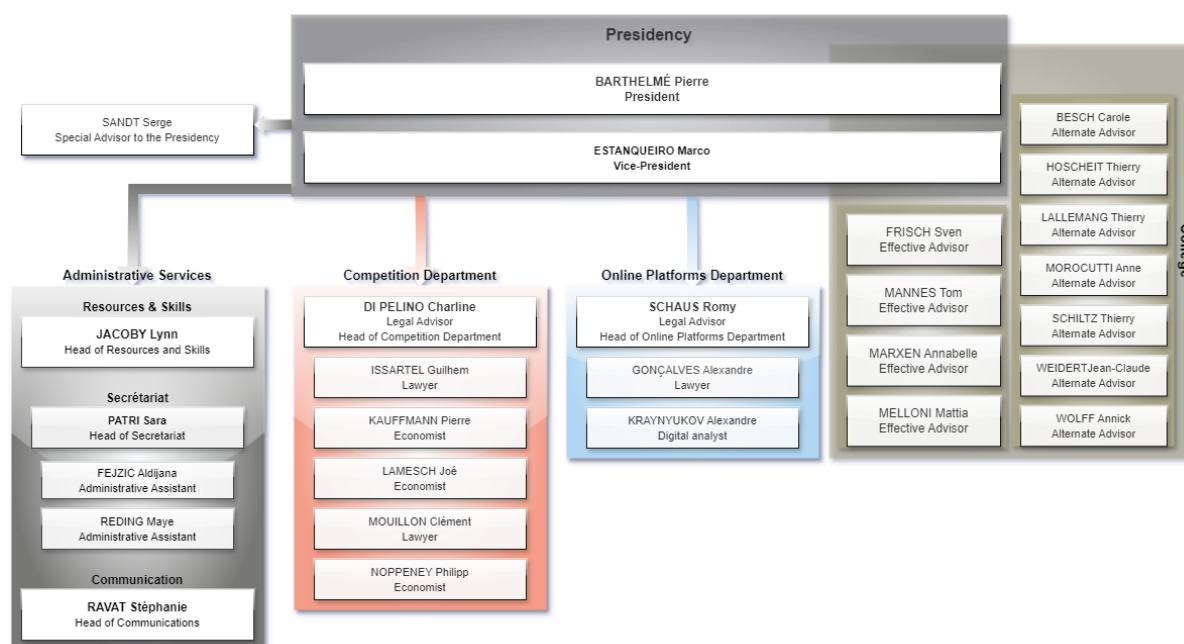 Presidency
BARTHELMÉ Pierre
President
ESTANQUEIRO Marco
Vice-President
SANDT Serge
Special Advisor to the Presidency
Administrative Services
Resources & Skills
JACOBY Lynn
Head of Resources and Skills
Secrétariat
PATRI Sara
Head of Secretariat
FEJZIC Aldijana
Administrative Assistant
REDING Maye
Administrative Assistant
Communication
RAVAT Stéphanie
Head of Communications
Competition Department
DI PELINO Charline
Legal Advisor
Head of Competition Department
ISSARTEL Guilhem
Lawyer
KAUFFMANN Pierre
Economist
LAMESCH Joé
Economist
MOUILLON Clément
Lawyer
NOPPENEY Philipp
Economist
Online Platforms Department
SCHAUS Romy
Legal Advisor
Head of Online Platforms Department
GONÇALVES Alexandre
Lawyer
KRAYNYUKOV Alexandre
Digital analyst
College
FRISCH Sven
Effective Advisor
MANNES Tom
Effective Advisor
MARXEN Annabelle
Effective Advisor
MELLONI Mattia
Effective Advisor
BESCH Carole
Alternate Advisor
HOSCHEIT Thierry
Alternate Advisor
LALLEMANG Thierry
Alternate Advisor
MOROCUTTI Anne
Alternate Advisor
SCHILTZ Thierry
Alternate Advisor
WEIDERTJean-Claude
Alternate Advisor
WOLFF Annick
Alternate Advisor